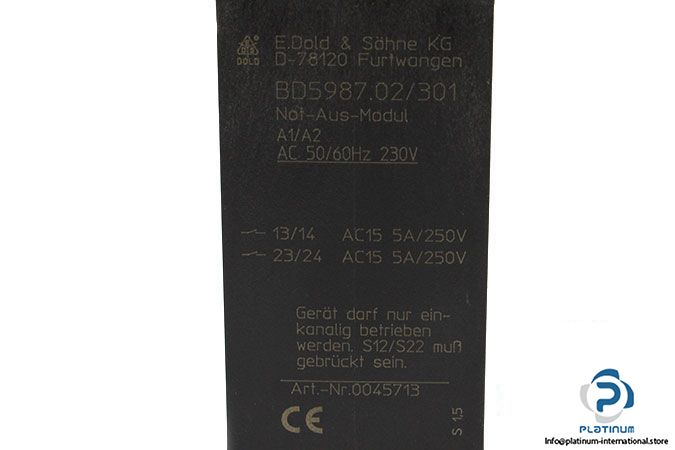 E.Dold & Söhne KG
DOLD D-78120 Furtwangen
BD5987.02/301
Not-Aus-Modul
A1/A2
AC 50/60Hz 230V
13/14 AC15 5A/250V
23/24 AC15 5A/250V
Gerät darf nur ein-
kanalig betrieben
werden. S12/S22 muß
gebrückt sein.
Art.-Nr.0045713
CE
S 1,5
PLATINUM
info@platinum-international.store